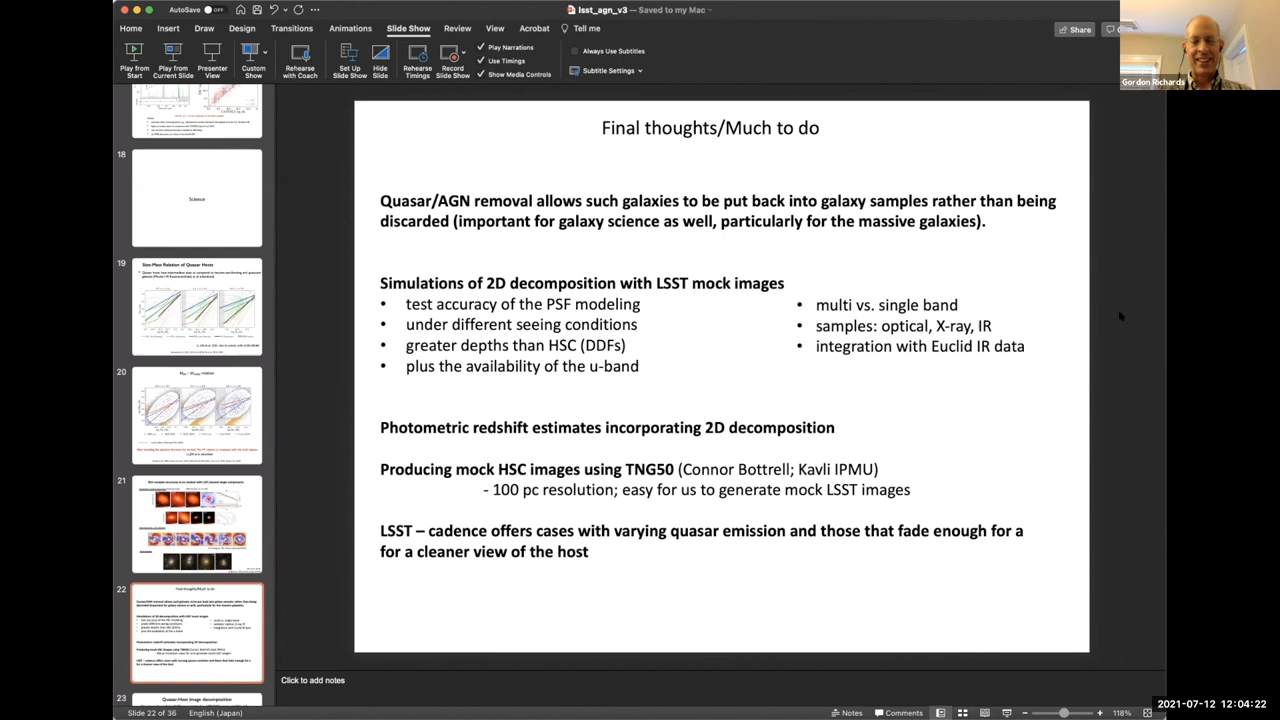 AutoSave OFF
lsst_agn_v3 — Saved to my Mac
Home Insert Draw Design Transitions Animations Slide Show Review View Acrobat Tell me
Share
Play from Start
Play from Current Slide
Presenter View
Custom Show
Rehearse with Coach
Set Up Slide Show
Hide Slide
Rehearse Timings
Record Slide Show
Play Narrations
Use Timings
Show Media Controls
Always Use Subtitles
Subtitle Settings
Gordon Richards
18
Science
19
Size-Mass Relation of Quasar Hosts
20
21
22
Final thoughts/Much to do
23
Quasar-Host image decomposition
al thoughts/Much to do
Quasar/AGN removal allows such galaxies to be put back into galaxy samples rather than being
discarded (important for galaxy science as well, particularly for the massive galaxies).
Simulations of 2D decomposition with LSST mock images
• test accuracy of the PSF modeling
• under different seeing conditions
• greater depths than HSC (DDFs)
• plus the availability of the u-band
• multi vs. single band
• samples: optical, X-ray, IR
• integration with Euclid IR data
Photometric redshift estimates incorporating 2D decomposition
Producing mock HSC images using TNG50 (Connor Bottrell; Kavli IPMU)
- 100 pc resolution; easy for us to generate mock LSST images
LSST – cadence offers cases with varying quasar emission and those that fade enough for a
for a cleaner view of the host
Click to add notes
Slide 22 of 36 English (Japan)
Notes Comments
118%
2021-07-12 12:04:22